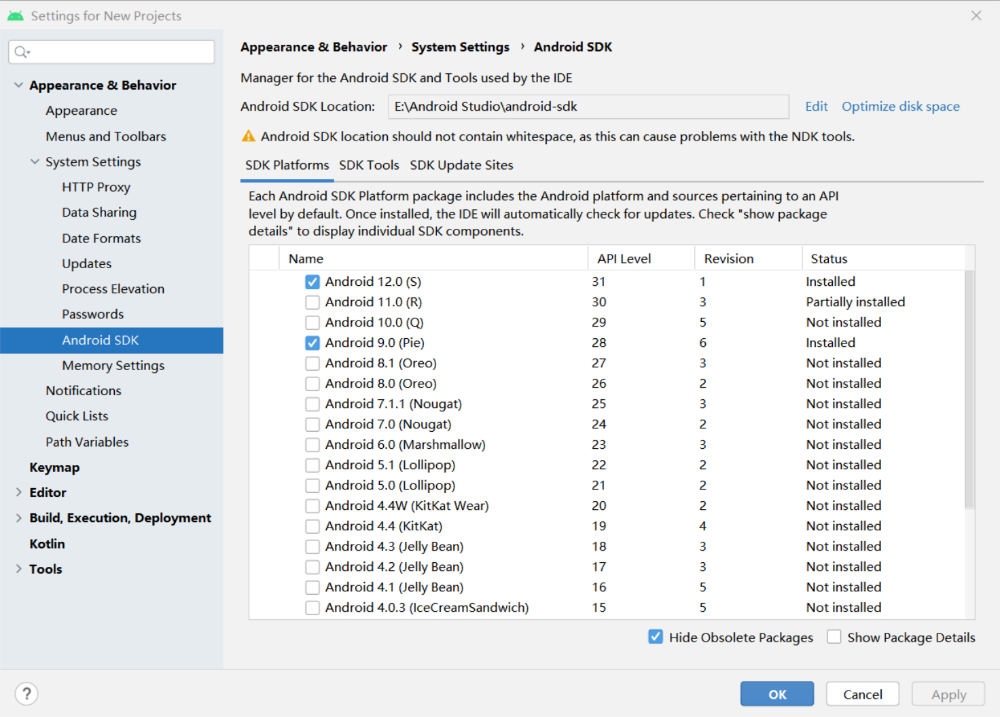 Settings for New Projects
Appearance & Behavior
Appearance
Menus and Toolbars
System Settings
HTTP Proxy
Data Sharing
Date Formats
Updates
Process Elevation
Passwords
Android SDK
Memory Settings
Notifications
Quick Lists
Path Variables
Keymap
Editor
Build, Execution, Deployment
Kotlin
Tools
Appearance & Behavior › System Settings › Android SDK
Manager for the Android SDK and Tools used by the IDE
Android SDK Location: E:\Android Studio\android-sdk Edit Optimize disk space
Android SDK location should not contain whitespace, as this can cause problems with the NDK tools.
SDK Platforms SDK Tools SDK Update Sites
Each Android SDK Platform package includes the Android platform and sources pertaining to an API
level by default. Once installed, the IDE will automatically check for updates. Check "show package
details" to display individual SDK components.
Name API Level Revision Status
Android 12.0 (S) 31 1 Installed
Android 11.0 (R) 30 3 Partially installed
Android 10.0 (Q) 29 5 Not installed
Android 9.0 (Pie) 28 6 Installed
Android 8.1 (Oreo) 27 3 Not installed
Android 8.0 (Oreo) 26 2 Not installed
Android 7.1.1 (Nougat) 25 3 Not installed
Android 7.0 (Nougat) 24 2 Not installed
Android 6.0 (Marshmallow) 23 3 Not installed
Android 5.1 (Lollipop) 22 2 Not installed
Android 5.0 (Lollipop) 21 2 Not installed
Android 4.4W (KitKat Wear) 20 2 Not installed
Android 4.4 (KitKat) 19 4 Not installed
Android 4.3 (Jelly Bean) 18 3 Not installed
Android 4.2 (Jelly Bean) 17 3 Not installed
Android 4.1 (Jelly Bean) 16 5 Not installed
Android 4.0.3 (IceCreamSandwich) 15 5 Not installed
Hide Obsolete Packages Show Package Details
? OK Cancel Apply